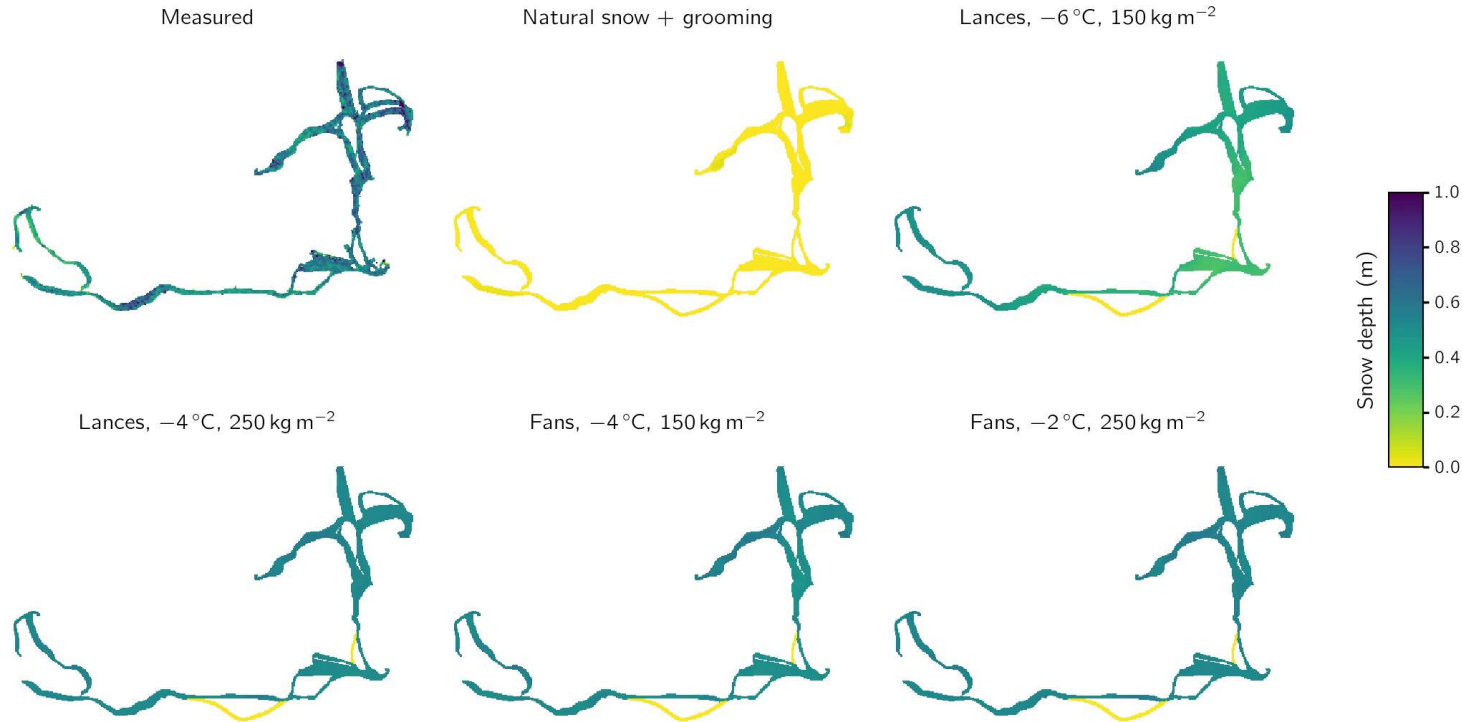 Measured
Natural snow + grooming
Lances, −6 °C, 150 kg m⁻²
1.0
0.8
0.6
0.4
0.2
0.0
Snow depth (m)
Lances, −4 °C, 250 kg m⁻²
Fans, −4 °C, 150 kg m⁻²
Fans, −2 °C, 250 kg m⁻²